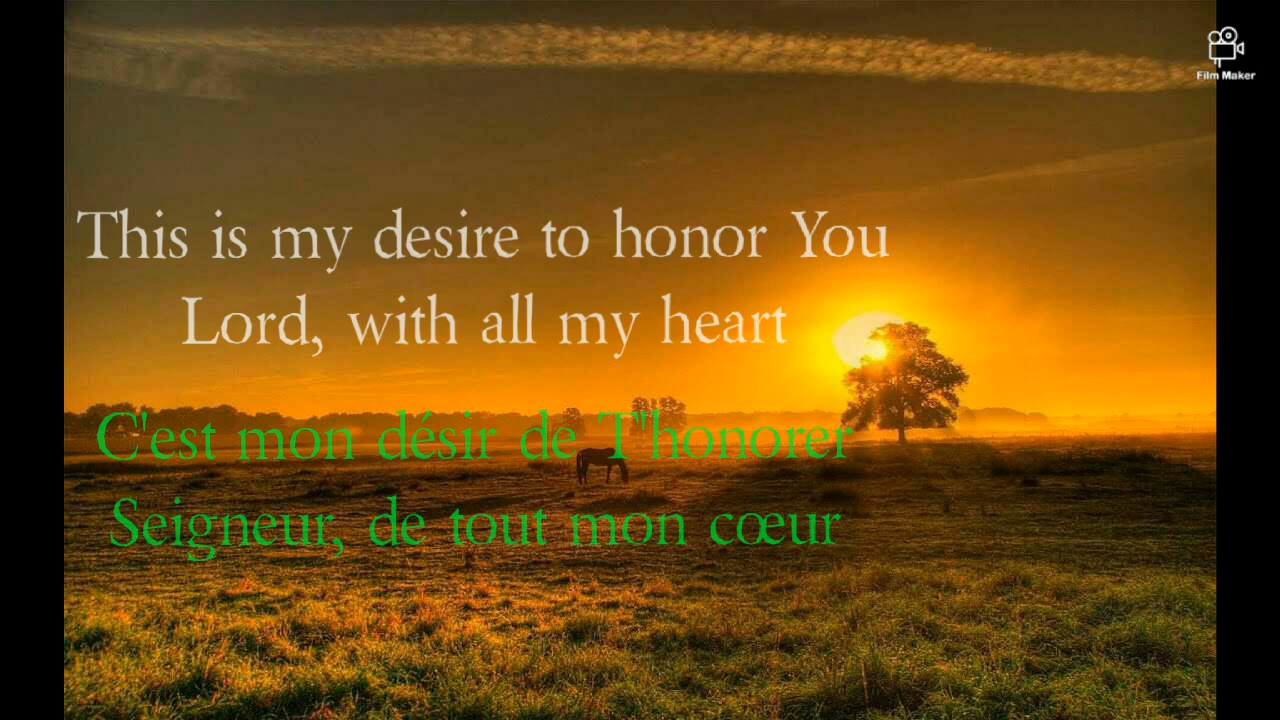 Film Maker
This is my desire to honor You
Lord, with all my heart
C'est mon désir de T'honorer
Seigneur, de tout mon cœur